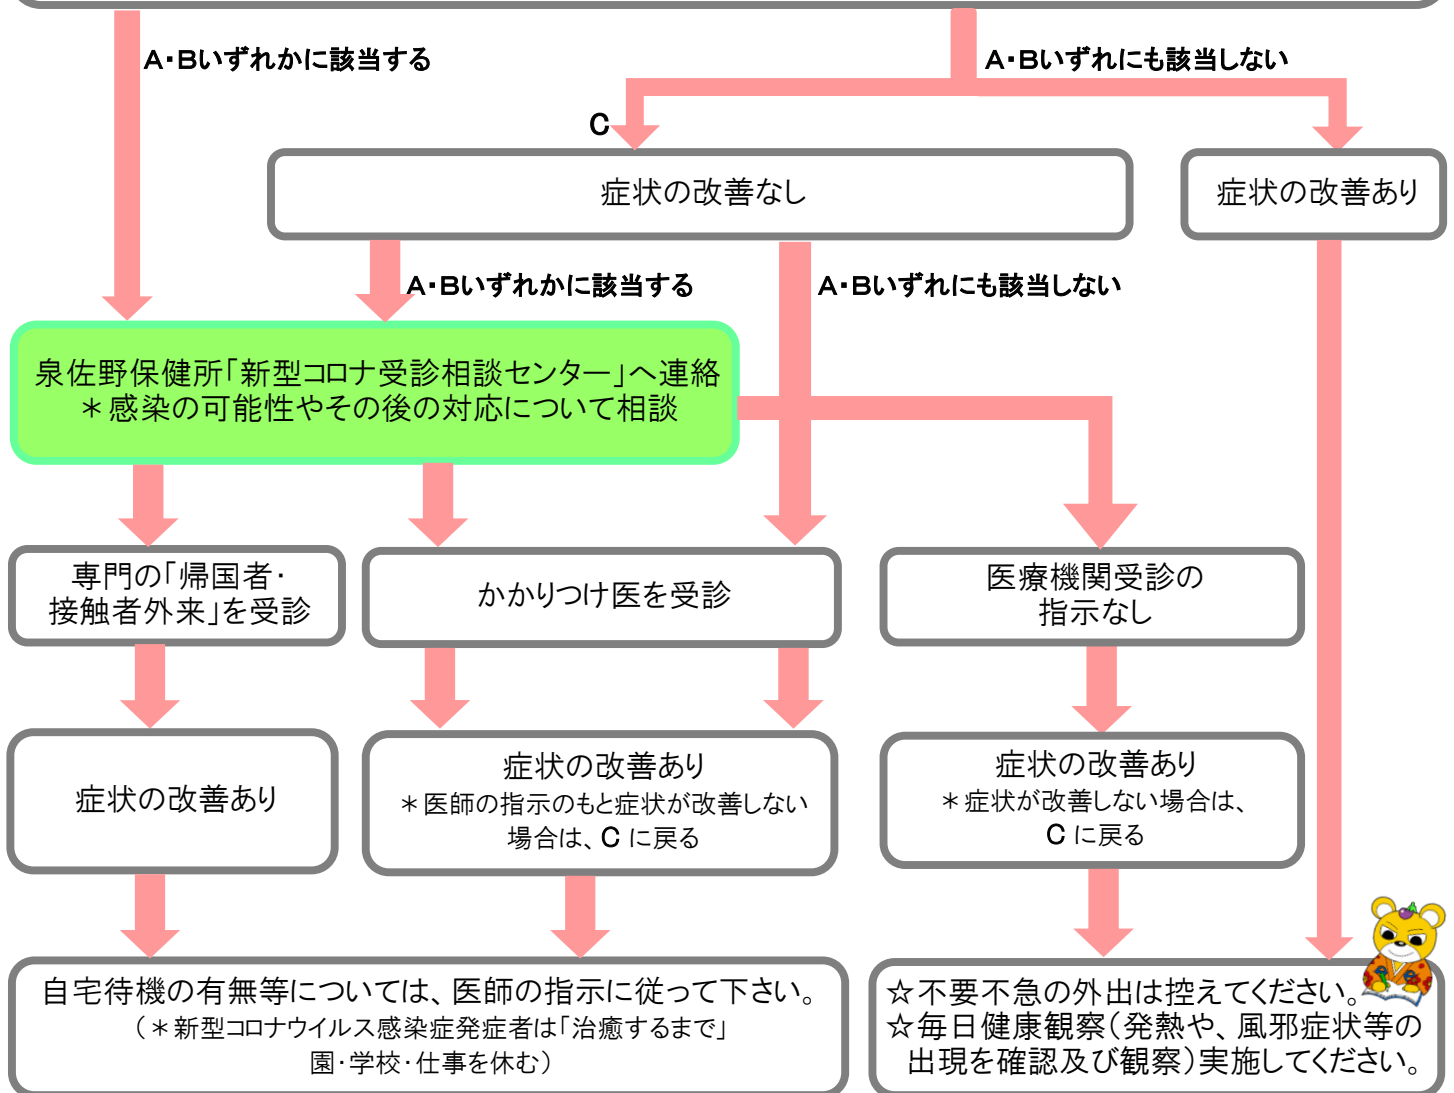 A・Bいずれかに該当する
A・Bいずれにも該当しない
C
症状の改善なし
症状の改善あり
A・Bいずれかに該当する
A・Bいずれにも該当しない
泉佐野保健所「新型コロナ受診相談センター」へ連絡
＊感染の可能性やその後の対応について相談
専門の「帰国者・
接触者外来」を受診
かかりつけ医を受診
医療機関受診の
指示なし
症状の改善あり
症状の改善あり
＊医師の指示のもと症状が改善しない
場合は、C に戻る
症状の改善あり
＊症状が改善しない場合は、
C に戻る
自宅待機の有無等については、医師の指示に従って下さい。
（＊新型コロナウイルス感染症発症者は「治癒するまで」
園・学校・仕事を休む）
☆不要不急の外出は控えてください。
☆毎日健康観察（発熱や、風邪症状等の
出現を確認及び観察）実施してください。